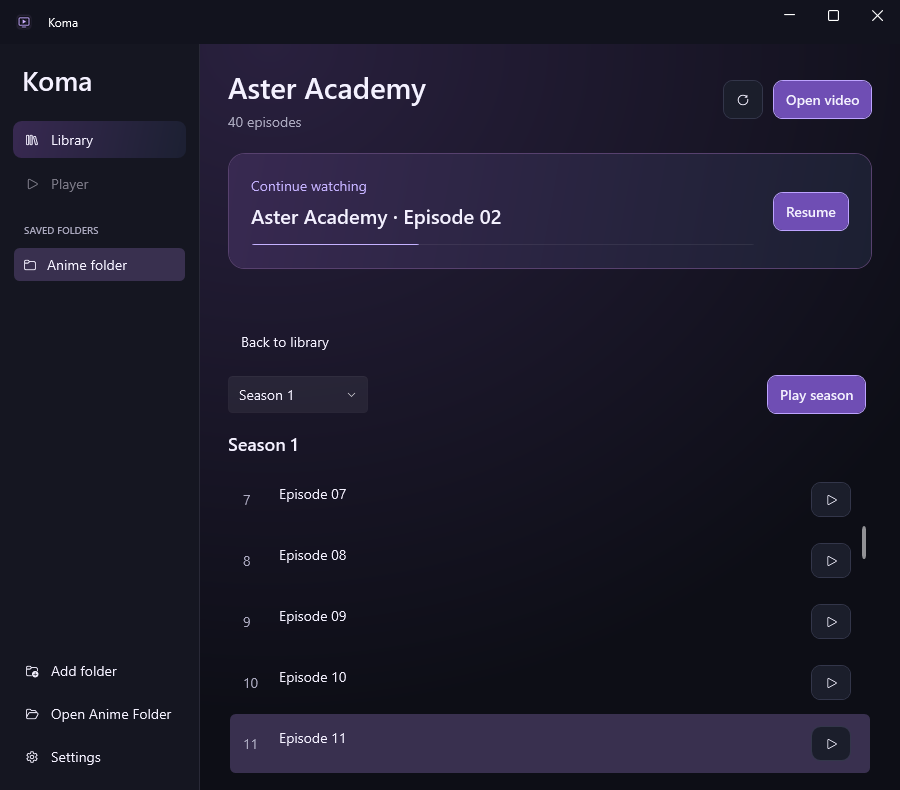 Koma
Koma
Library
Player
SAVED FOLDERS
Anime folder
Add folder
Open Anime Folder
Settings
Aster Academy
40 episodes
Open video
Continue watching
Aster Academy · Episode 02
Resume
Back to library
Season 1
Play season
Season 1
7 Episode 07
8 Episode 08
9 Episode 09
10 Episode 10
11 Episode 11